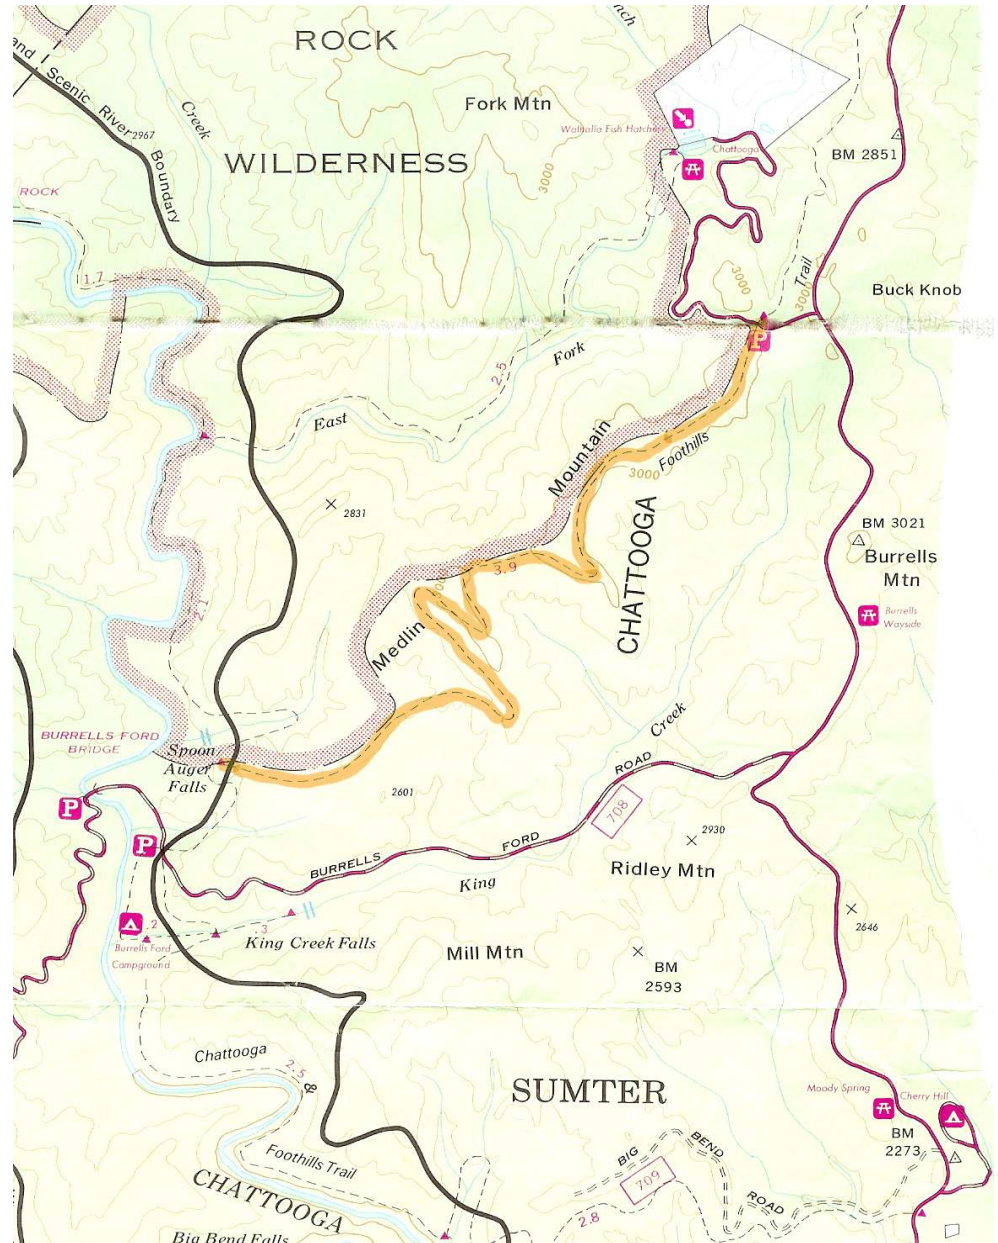 ROCK
Fork Mtn
Walhalla Fish Hatchery
Chattooga
BM 2851
and Scenic River
Boundary
2967
Creek
WILDERNESS
3000
ROCK
1.7
3000
Trail
3000
Buck Knob
P
Fork
2.5
East
Mountain
Foothills
3000
2831
CHATTOOGA
BM 3021
Burrells
Mtn
3.9
Burrells
Wayside
2.1
Medlin
BURRELLS FORD
BRIDGE
Spoon
Auger
Falls
Creek
ROAD
2601
708
P
P
BURRELLS
FORD
2930
Ridley Mtn
King
.2
.3
King Creek Falls
Burrells Ford
Campground
Mill Mtn
2646
BM
2593
Chattooga
2.5
&
SUMTER
Moody Spring
Cherry Hill
BM
2273
Foothills Trail
BIG
BEND
709
ROAD
2.8
CHATTOOGA
Big Bend Falls